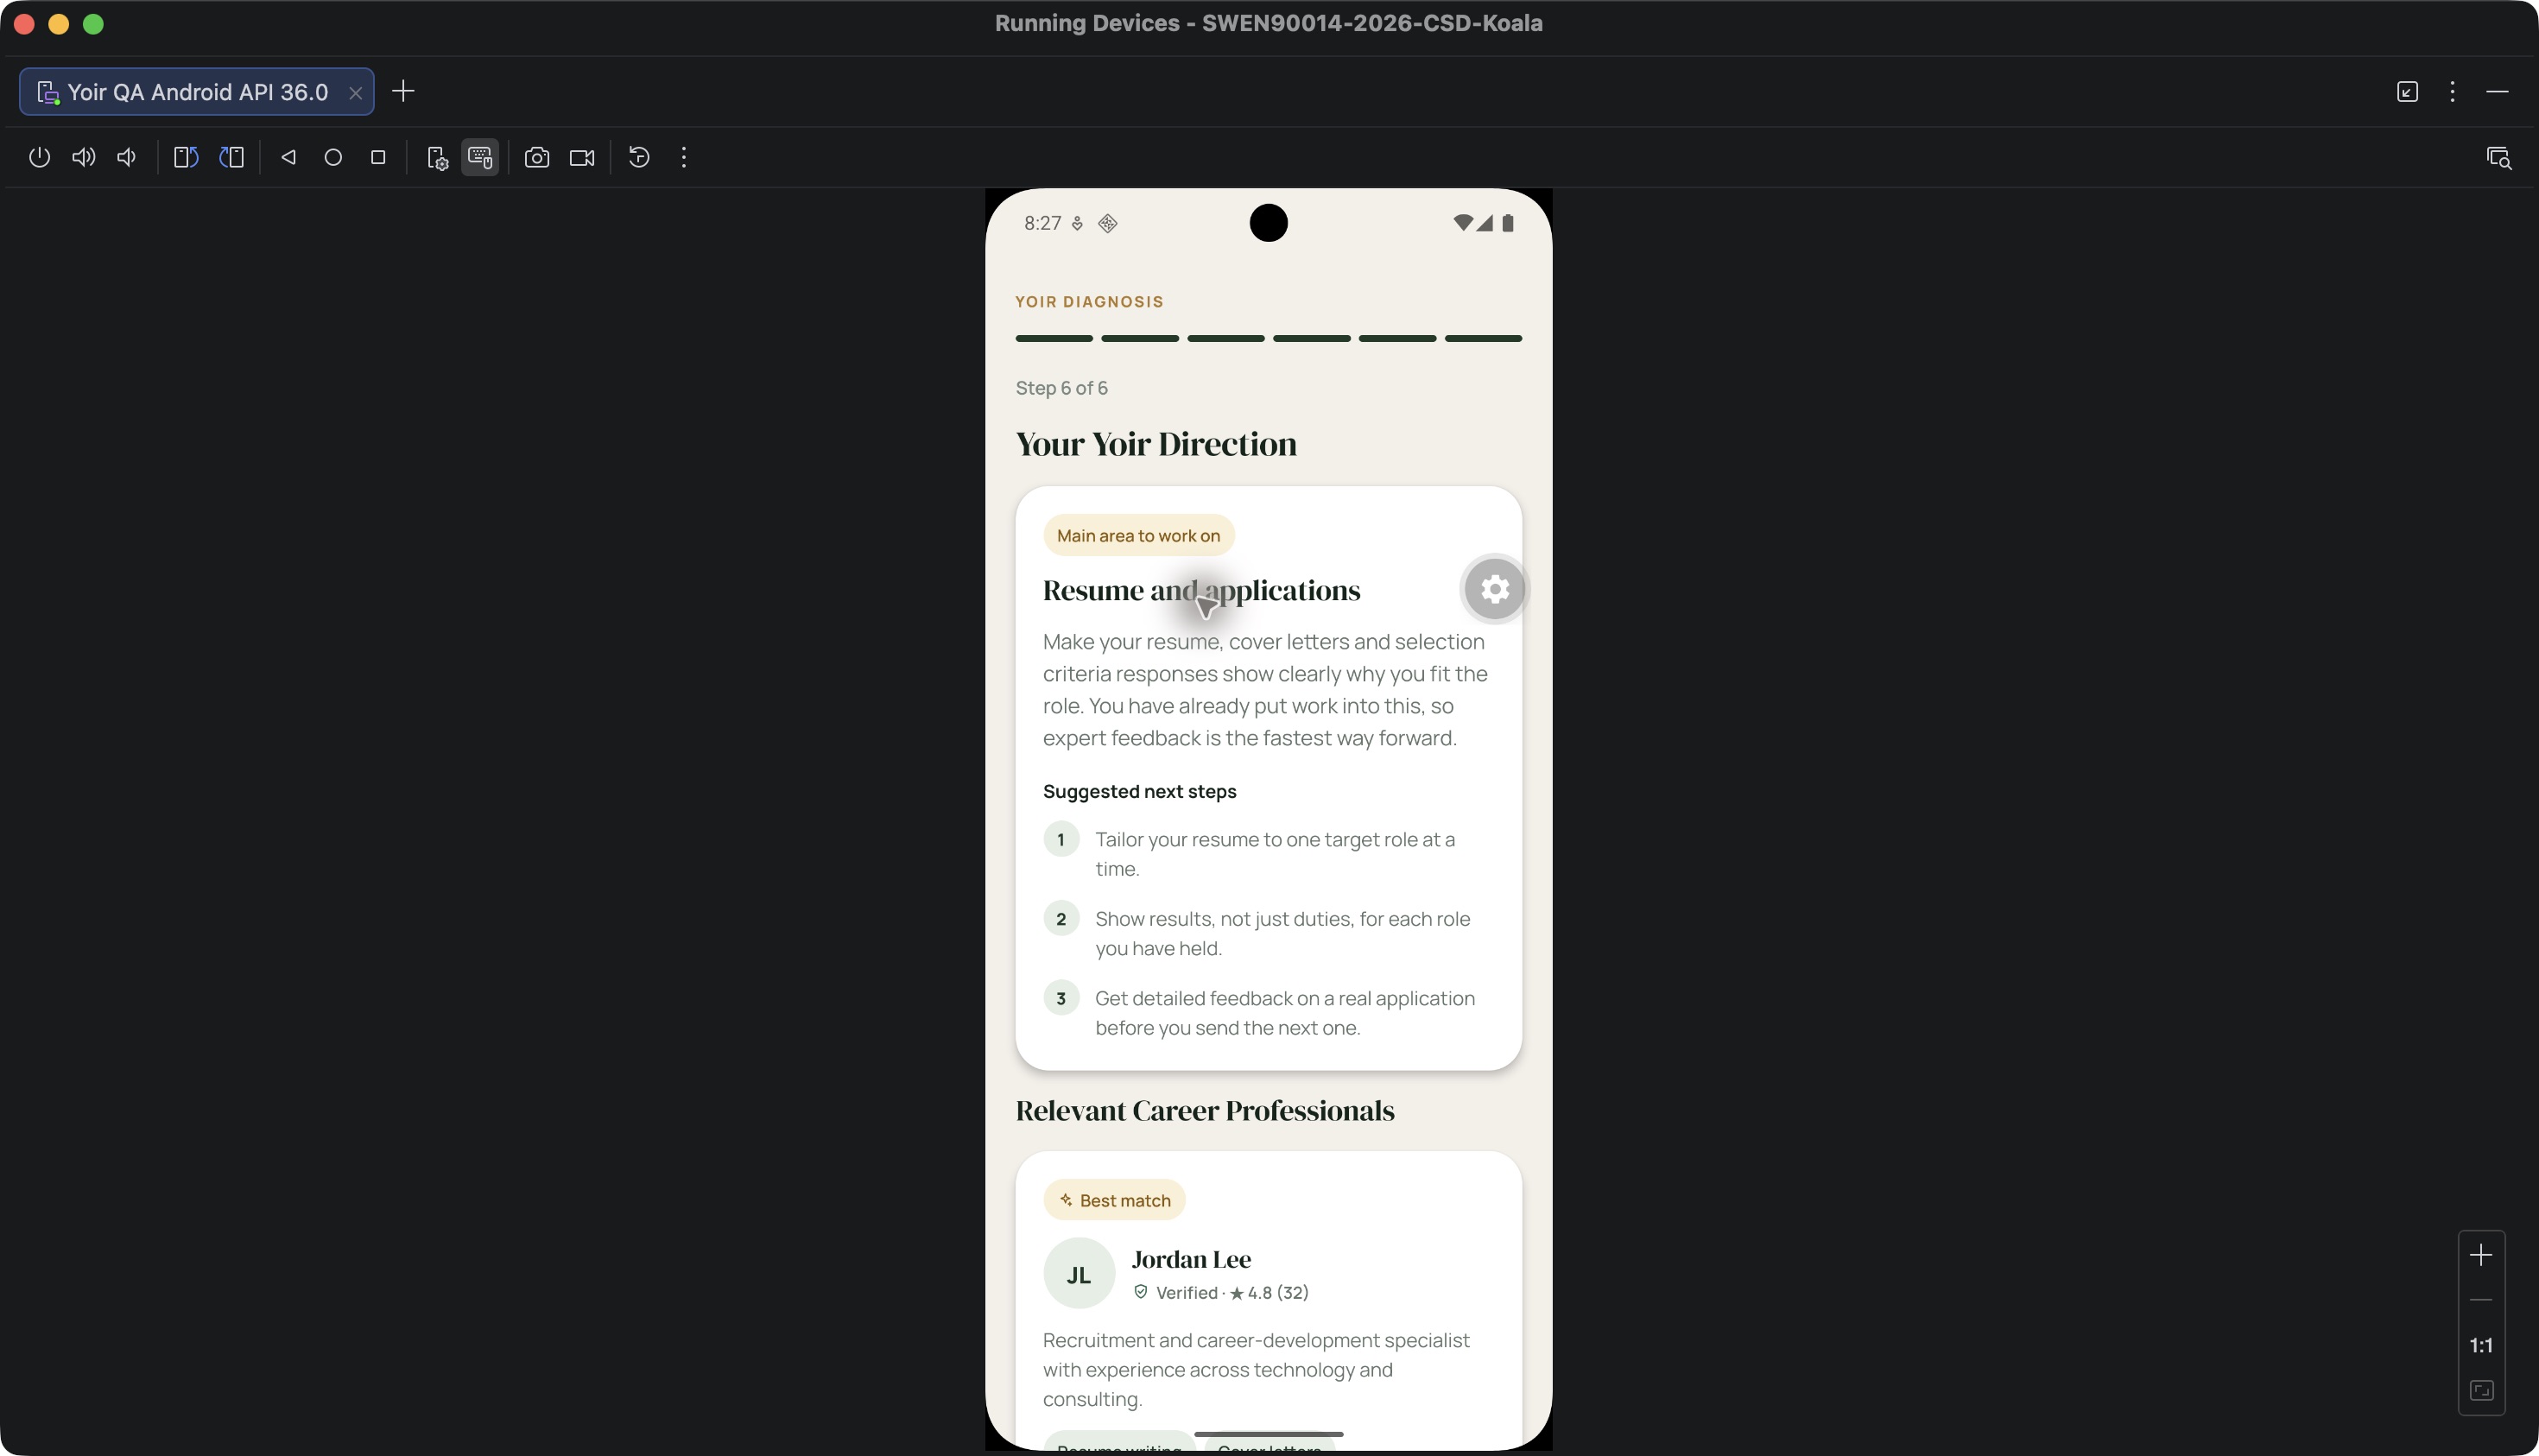 Running Devices - SWEN90014-2026-CSD-Koala
Yoir QA Android API 36.0
8:27
YOIR DIAGNOSIS
Step 6 of 6
Your Yoir Direction
Main area to work on
Resume and applications
Make your resume, cover letters and selection
criteria responses show clearly why you fit the
role. You have already put work into this, so
expert feedback is the fastest way forward.
Suggested next steps
1 Tailor your resume to one target role at a
time.
2 Show results, not just duties, for each role
you have held.
3 Get detailed feedback on a real application
before you send the next one.
Relevant Career Professionals
Best match
JL
Jordan Lee
Verified · ★ 4.8 (32)
Recruitment and career-development specialist
with experience across technology and
consulting.
Resume writing Cover letters
1:1